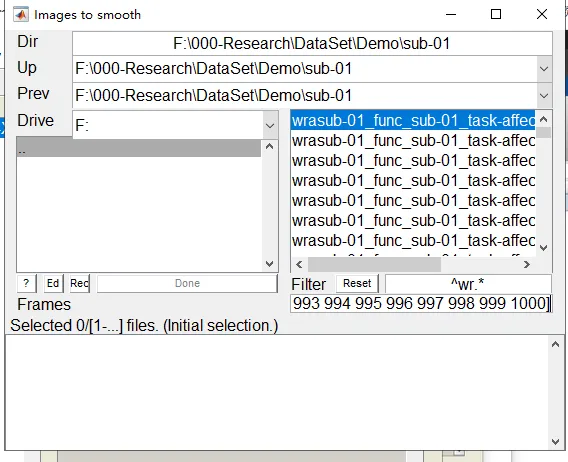 Images to smooth
Dir F:\000-Research\DataSet\Demo\sub-01
Up F:\000-Research\DataSet\Demo\sub-01
Prev F:\000-Research\DataSet\Demo\sub-01
Drive F:
..
wrasub-01_func_sub-01_task-affec
wrasub-01_func_sub-01_task-affec
wrasub-01_func_sub-01_task-affec
wrasub-01_func_sub-01_task-affec
wrasub-01_func_sub-01_task-affec
wrasub-01_func_sub-01_task-affec
wrasub-01_func_sub-01_task-affec
? Ed Rec Done Filter Reset ^wr.*
Frames 993 994 995 996 997 998 999 1000]
Selected 0/[1-...] files. (Initial selection.)